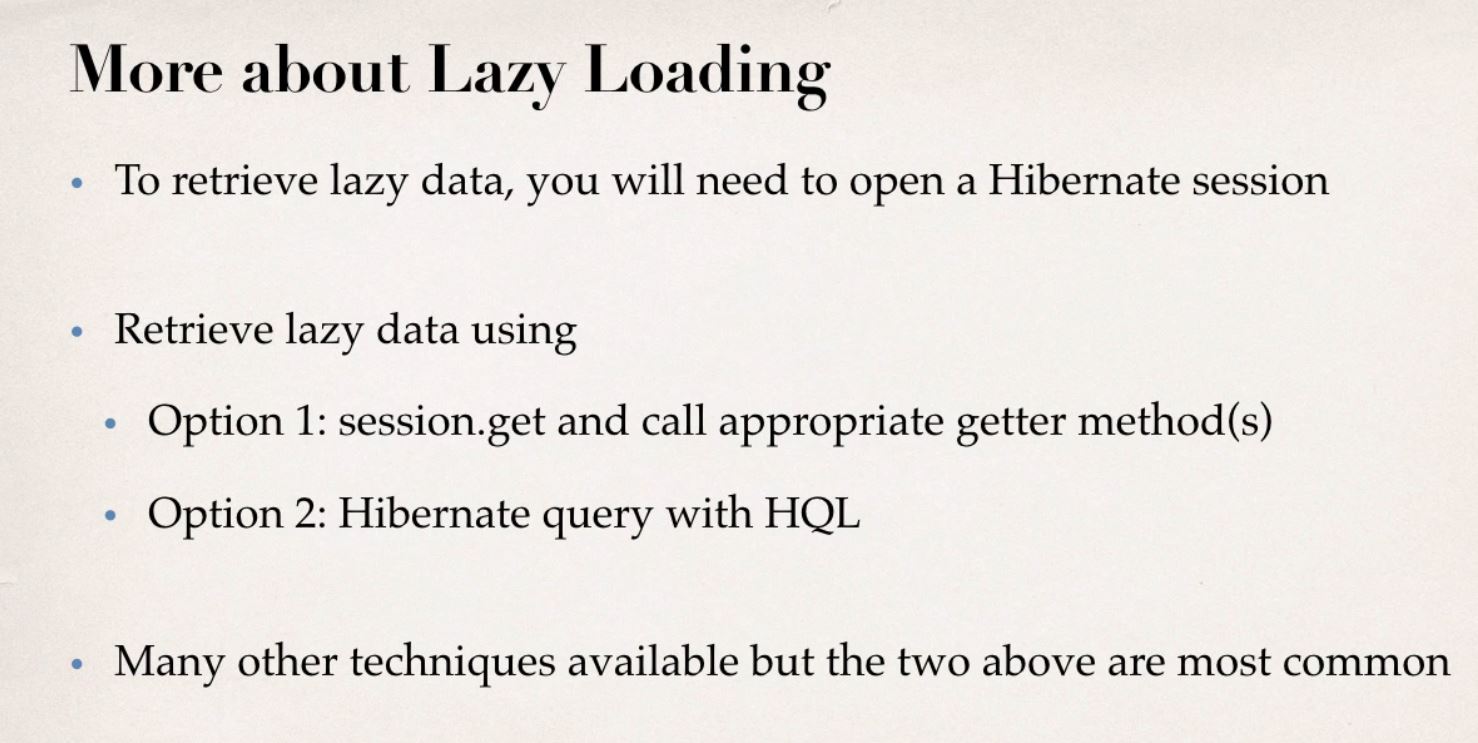 More about Lazy Loading
• To retrieve lazy data, you will need to open a Hibernate session
• Retrieve lazy data using
• Option 1: session.get and call appropriate getter method(s)
• Option 2: Hibernate query with HQL
• Many other techniques available but the two above are most common